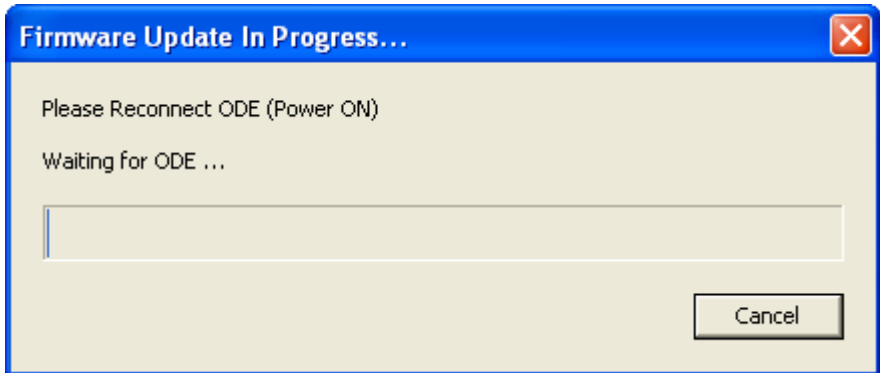 Firmware Update In Progress...
Please Reconnect ODE (Power ON)
Waiting for ODE ...
Cancel